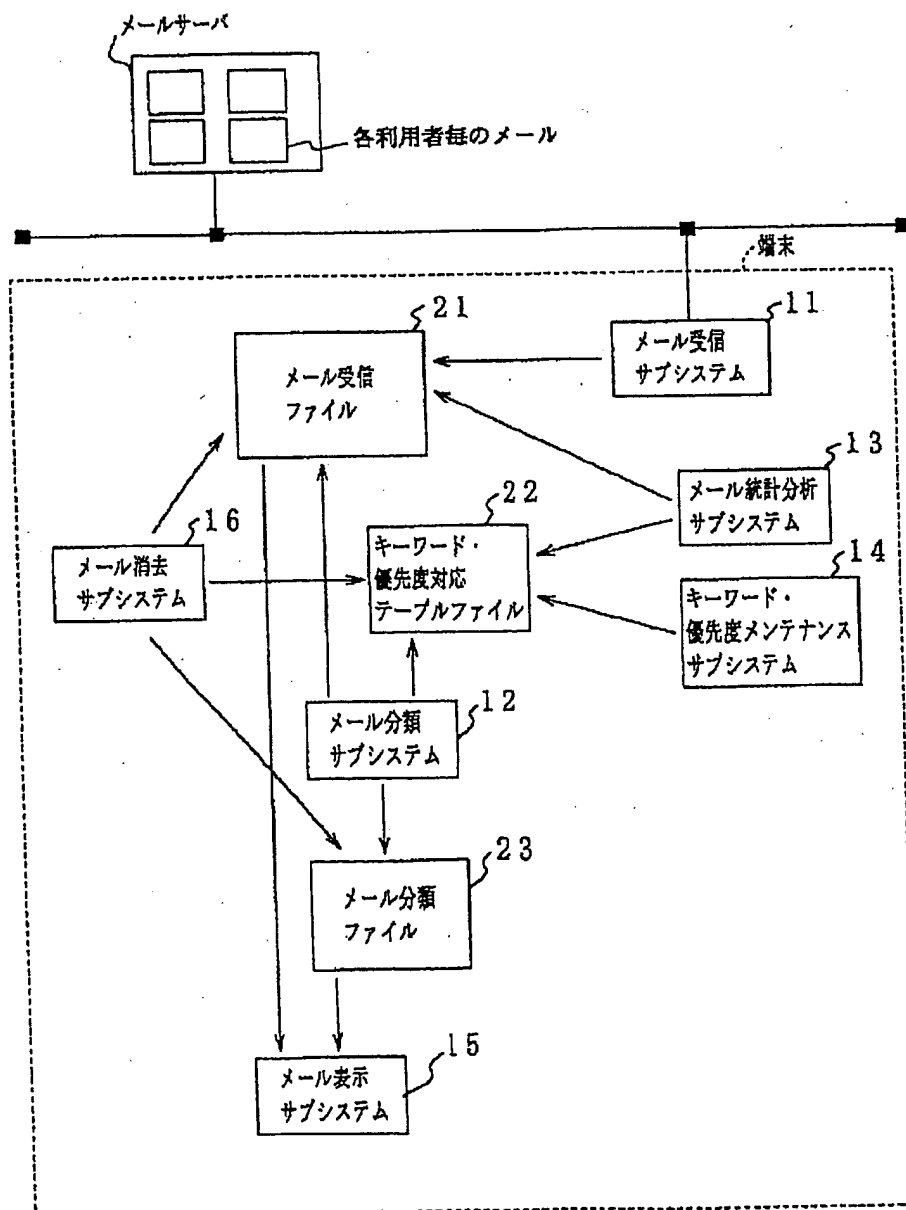 メールサーバ
各利用者毎のメール
端末
21
メール受信
ファイル
11
メール受信
サブシステム
13
メール統計分析
サブシステム
22
キーワード・
優先度対応
テーブルファイル
16
メール消去
サブシステム
14
キーワード・
優先度メンテナンス
サブシステム
12
メール分類
サブシステム
23
メール分類
ファイル
15
メール表示
サブシステム